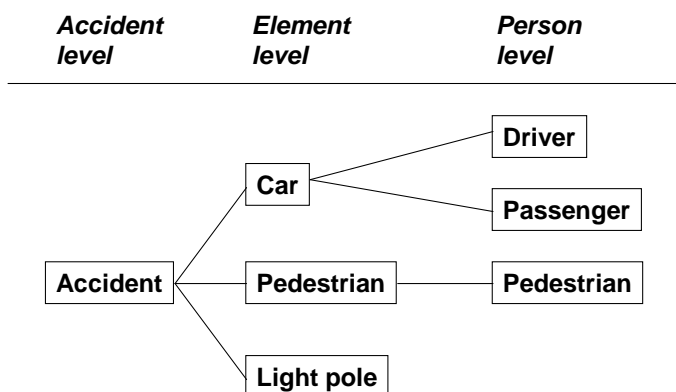 Accident level
Element level
Person level
Driver
Car
Passenger
Accident
Pedestrian
Pedestrian
Light pole